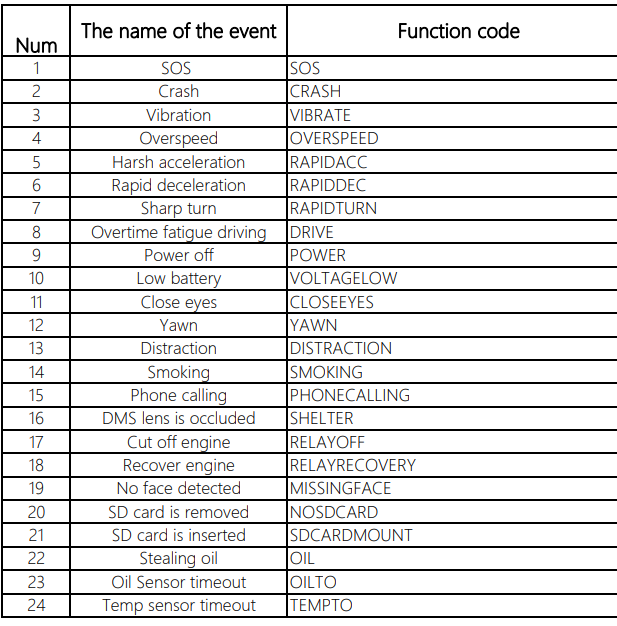 Num The name of the event Function code
1 SOS SOS
2 Crash CRASH
3 Vibration VIBRATE
4 Overspeed OVERSPEED
5 Harsh acceleration RAPIDACC
6 Rapid deceleration RAPIDDEC
7 Sharp turn RAPIDTURN
8 Overtime fatigue driving DRIVE
9 Power off POWER
10 Low battery VOLTAGELOW
11 Close eyes CLOSEEYES
12 Yawn YAWN
13 Distraction DISTRACTION
14 Smoking SMOKING
15 Phone calling PHONECALLING
16 DMS lens is occluded SHELTER
17 Cut off engine RELAYOFF
18 Recover engine RELAYRECOVERY
19 No face detected MISSINGFACE
20 SD card is removed NOSDCARD
21 SD card is inserted SDCARDMOUNT
22 Stealing oil OIL
23 Oil Sensor timeout OILTO
24 Temp sensor timeout TEMPTO